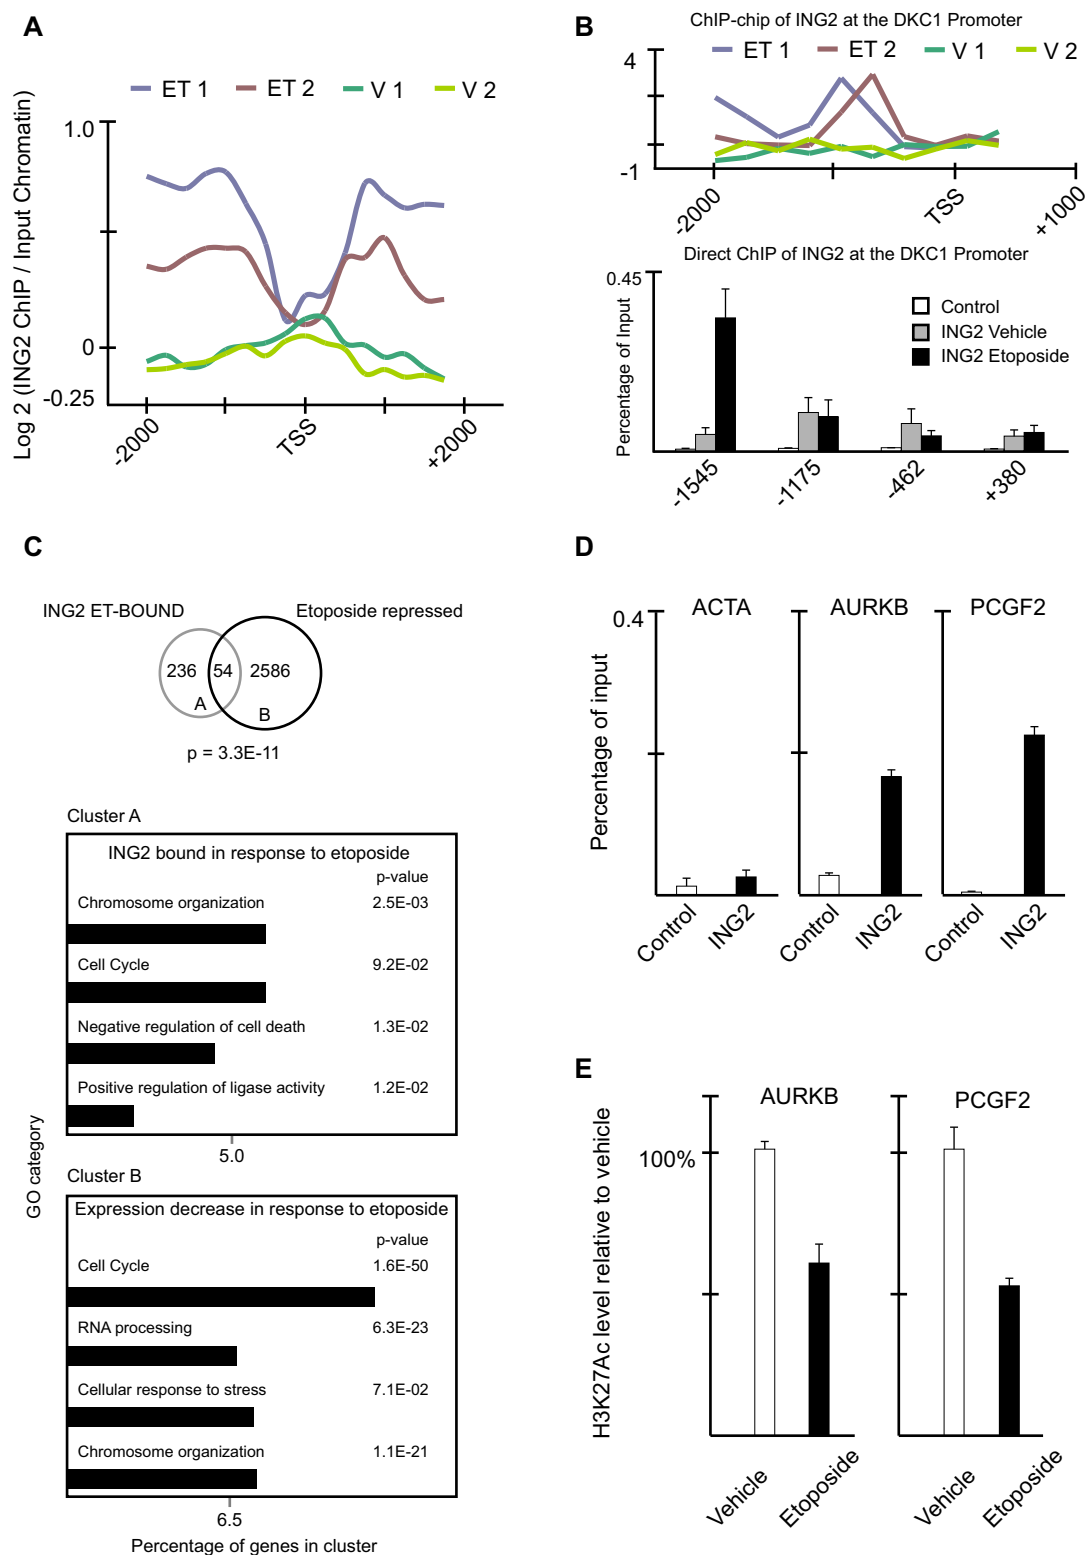 A
ET 1 ET 2 V 1 V 2
Log 2 (ING2 ChIP / Input Chromatin)
1.0
0
-0.25
-2000
TSS
+2000
B
ChIP-chip of ING2 at the DKC1 Promoter
ET 1 ET 2 V 1 V 2
4
-1
-2000
TSS
+1000
Direct ChIP of ING2 at the DKC1 Promoter
0.45
Percentage of Input
Control
ING2 Vehicle
ING2 Etoposide
-1545
-1175
-462
+380
C
ING2 ET-BOUND
Etoposide repressed
236 54 2586
A
B
p = 3.3E-11
GO category
Cluster A
ING2 bound in response to etoposide
p-value
Chromosome organization 2.5E-03
Cell Cycle 9.2E-02
Negative regulation of cell death 1.3E-02
Positive regulation of ligase activity 1.2E-02
5.0
Cluster B
Expression decrease in response to etoposide
p-value
Cell Cycle 1.6E-50
RNA processing 6.3E-23
Cellular response to stress 7.1E-02
Chromosome organization 1.1E-21
6.5
Percentage of genes in cluster
D
Percentage of input
0.4
ACTA
AURKB
PCGF2
Control
ING2
Control
ING2
Control
ING2
E
H3K27Ac level relative to vehicle
100%
AURKB
PCGF2
Vehicle
Etoposide
Vehicle
Etoposide